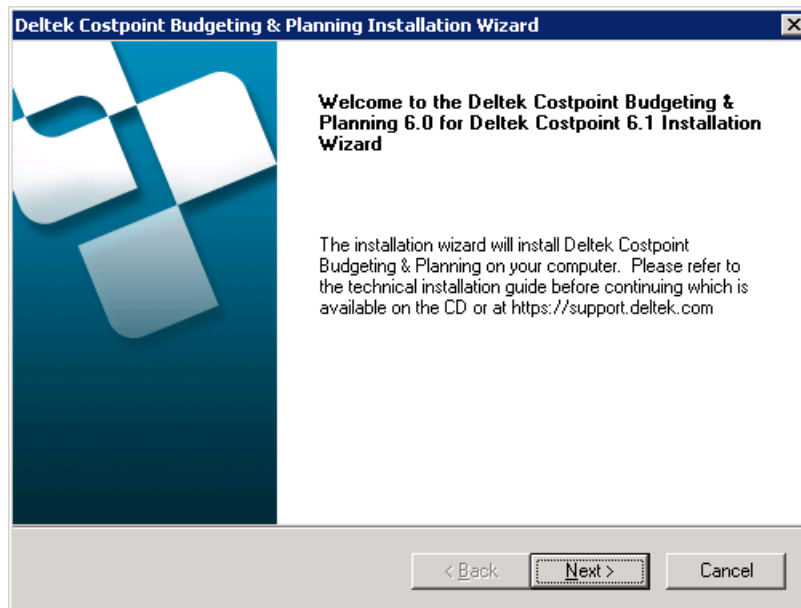 Deltek Costpoint Budgeting & Planning Installation Wizard
Welcome to the Deltek Costpoint Budgeting &
Planning 6.0 for Deltek Costpoint 6.1 Installation
Wizard
The installation wizard will install Deltek Costpoint
Budgeting & Planning on your computer.  Please refer to
the technical installation guide before continuing which is
available on the CD or at https://support.deltek.com
< Back
Next >
Cancel